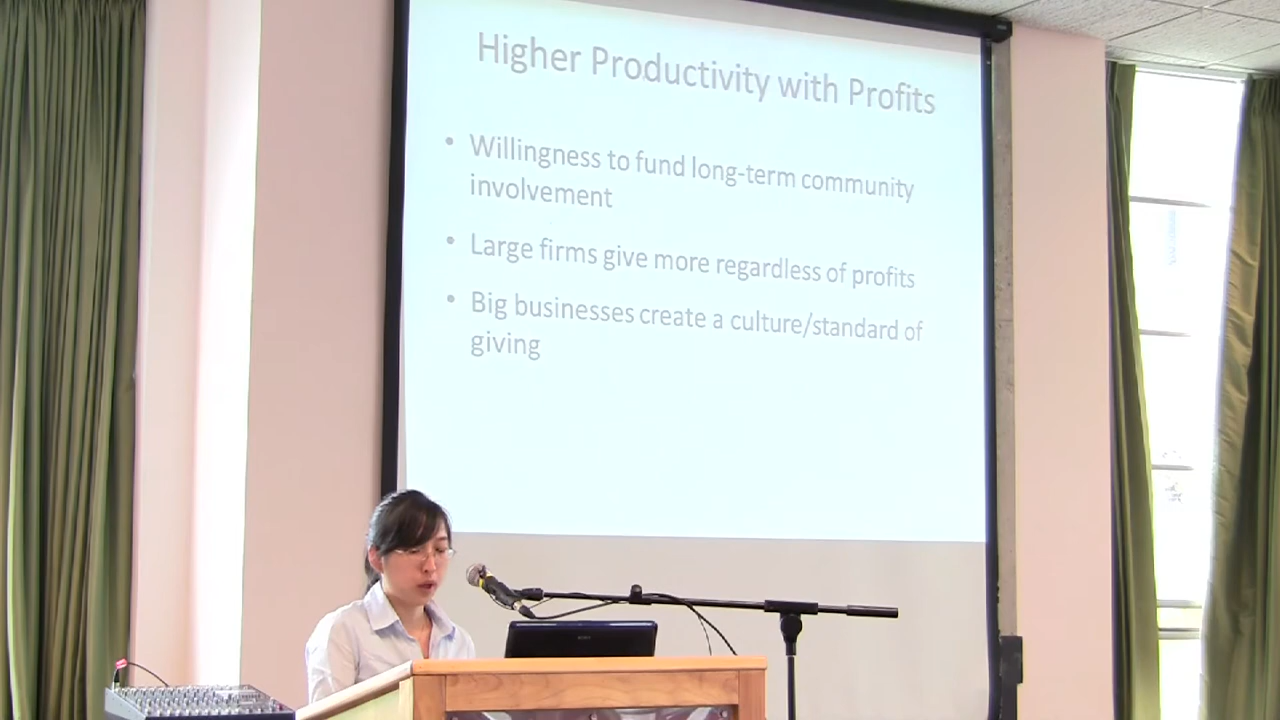 Higher Productivity with Profits
• Willingness to fund long-term community
involvement
• Large firms give more regardless of profits
• Big businesses create a culture/standard of
giving
SONY